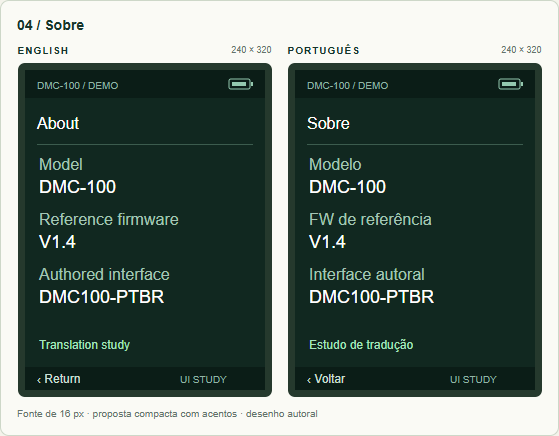 04 / Sobre
ENGLISH 240 × 320
DMC-100 / DEMO
About
Model
DMC-100
Reference firmware
V1.4
Authored interface
DMC100-PTBR
Translation study
‹ Return UI STUDY
PORTUGUÊS 240 × 320
DMC-100 / DEMO
Sobre
Modelo
DMC-100
FW de referência
V1.4
Interface autoral
DMC100-PTBR
Estudo de tradução
‹ Voltar UI STUDY
Fonte de 16 px · proposta compacta com acentos · desenho autoral